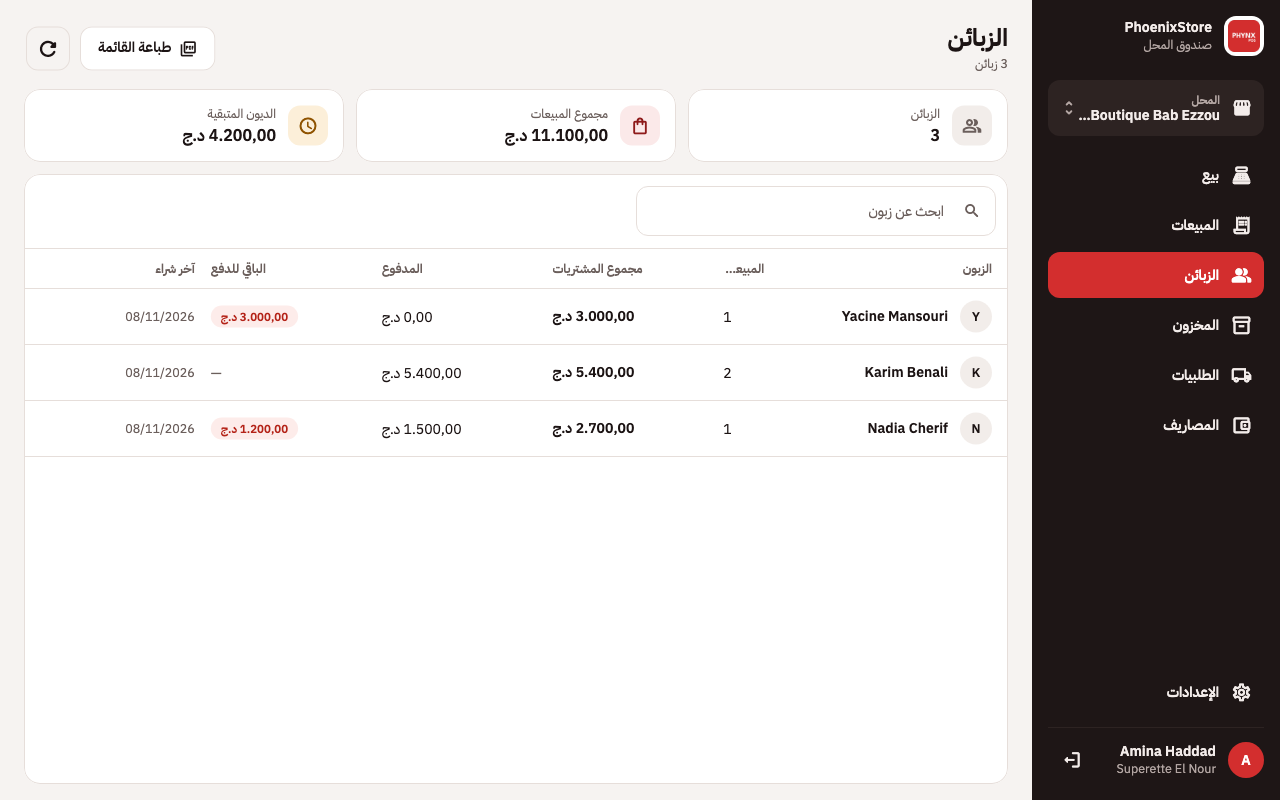 PhoenixStore
صندوق المحل
PHYNX
POS
المحل
Boutique Bab Ezzou...
بيع
المبيعات
الزبائن
المخزون
الطلبيات
المصاريف
الإعدادات
Amina Haddad
Superette El Nour
A
الزبائن
3 زبائن
طباعة القائمة
PDF
الزبائن
3
مجموع المبيعات
11.100,00 د.ج
الديون المتبقية
4.200,00 د.ج
ابحث عن زبون
الزبون المبيعـ... مجموع المشتريات المدفوع الباقي للدفع آخر شراء
Y Yacine Mansouri 1 3.000,00 د.ج 0,00 د.ج 3.000,00 د.ج 08/11/2026
K Karim Benali 2 5.400,00 د.ج 5.400,00 د.ج — 08/11/2026
N Nadia Cherif 1 2.700,00 د.ج 1.500,00 د.ج 1.200,00 د.ج 08/11/2026